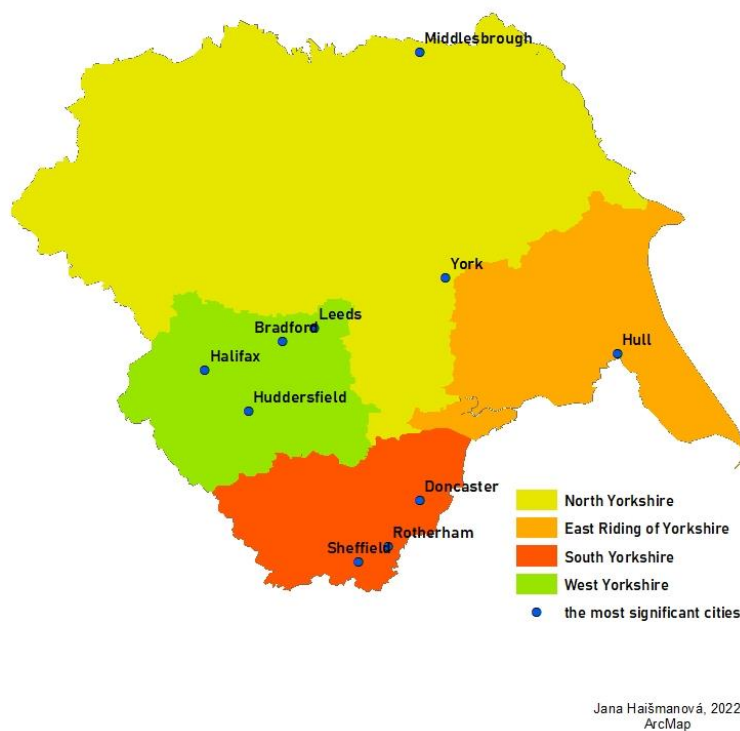 Middlesbrough
York
Leeds
Bradford
Halifax
Hull
Huddersfield
Doncaster
Rotherham
Sheffield
North Yorkshire
East Riding of Yorkshire
South Yorkshire
West Yorkshire
the most significant cities
Jana Haišmanová, 2022
ArcMap